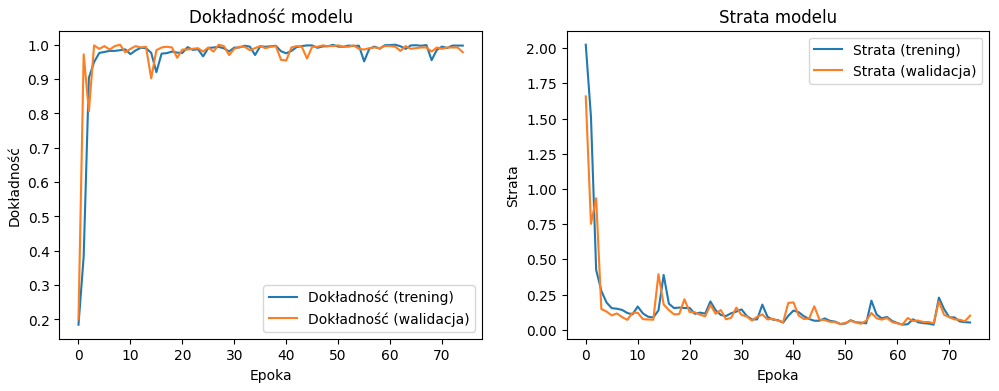 Dokładność modelu
1.0
0.9
0.8
0.7
0.6
0.5
0.4
0.3
0.2
Dokładność
0 10 20 30 40 50 60 70
Epoka
Dokładność (trening)
Dokładność (walidacja)
Strata modelu
2.00
1.75
1.50
1.25
1.00
0.75
0.50
0.25
0.00
Strata
0 10 20 30 40 50 60 70
Epoka
Strata (trening)
Strata (walidacja)